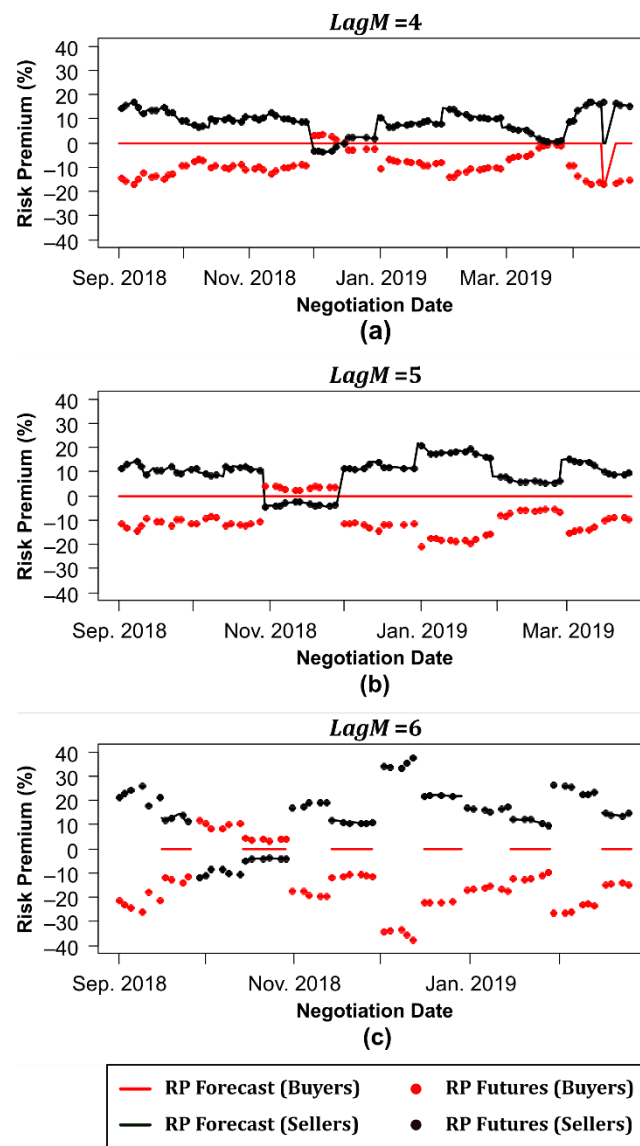 LagM =4
Risk Premium (%)
40
30
20
10
0
−10
−20
−30
−40
Sep. 2018 Nov. 2018 Jan. 2019 Mar. 2019
Negotiation Date
(a)
LagM =5
Risk Premium (%)
40
30
20
10
0
−10
−20
−30
−40
Sep. 2018 Nov. 2018 Jan. 2019 Mar. 2019
Negotiation Date
(b)
LagM =6
Risk Premium (%)
40
30
20
10
0
−10
−20
−30
−40
Sep. 2018 Nov. 2018 Jan. 2019
Negotiation Date
(c)
RP Forecast (Buyers) RP Futures (Buyers)
RP Forecast (Sellers) RP Futures (Sellers)